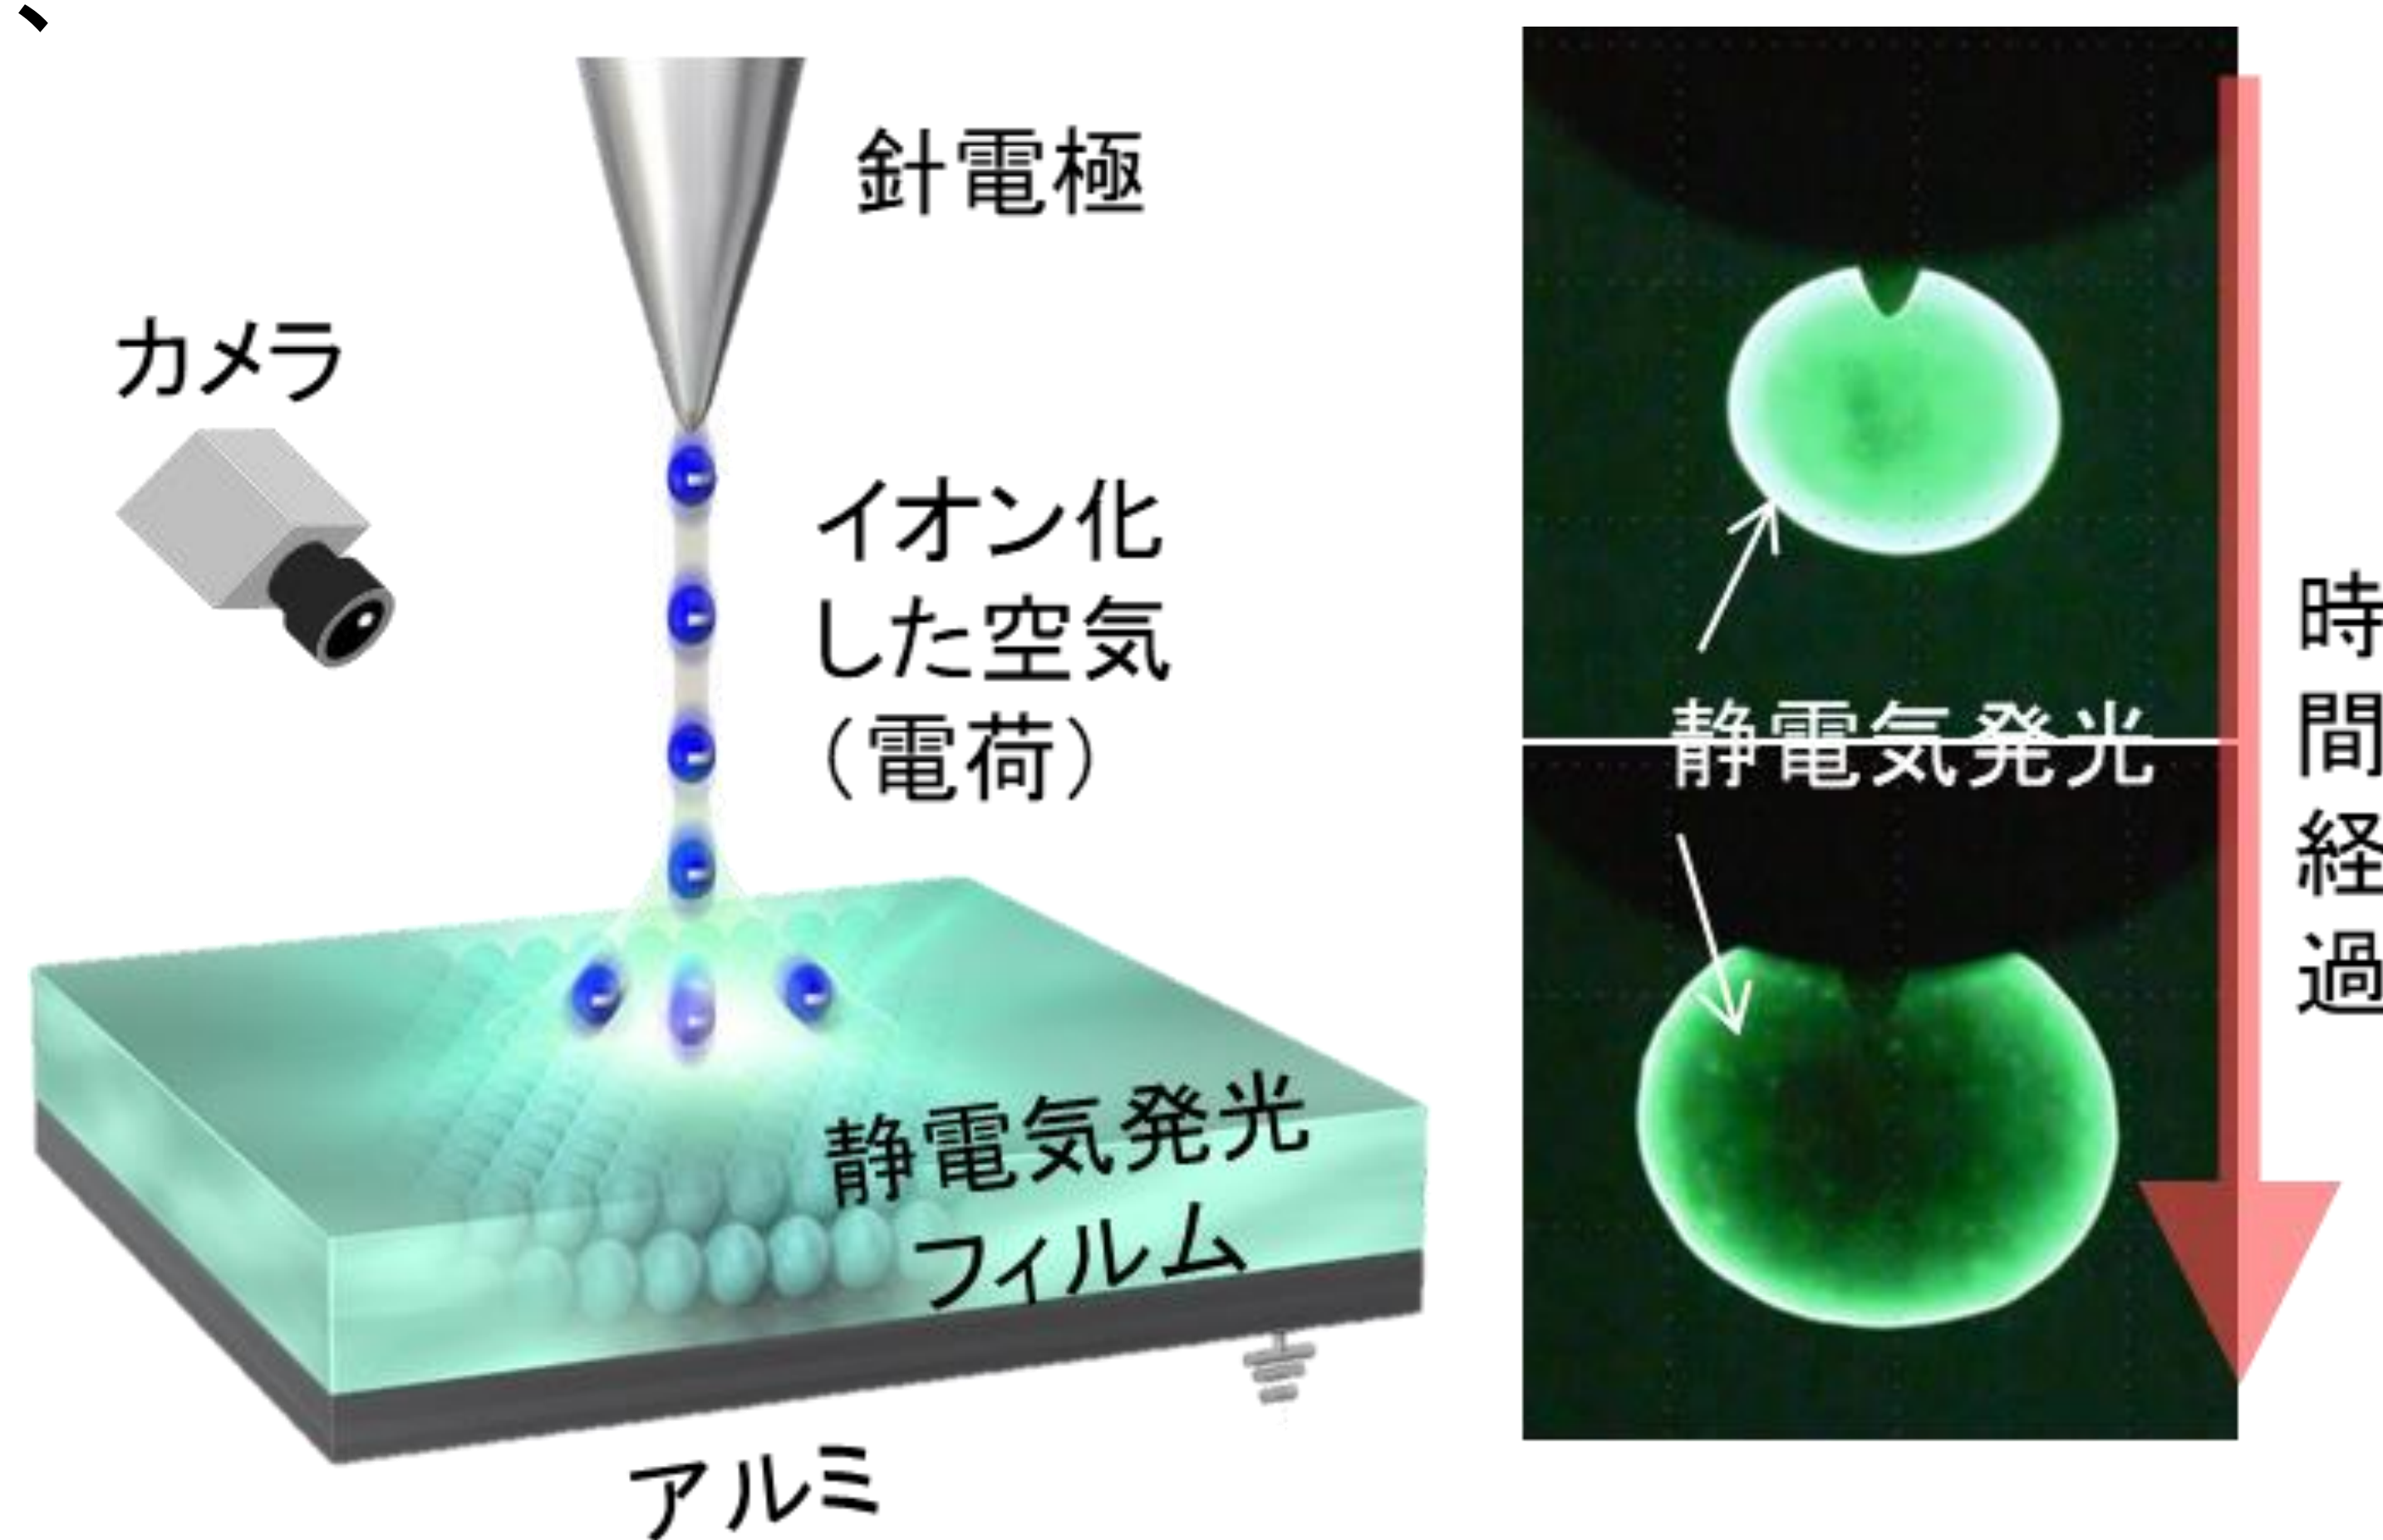 、
針電極
カメラ
イオン化
した空気
（電荷）
静電気発光
フィルム
アルミ
静電気発光
時間経過